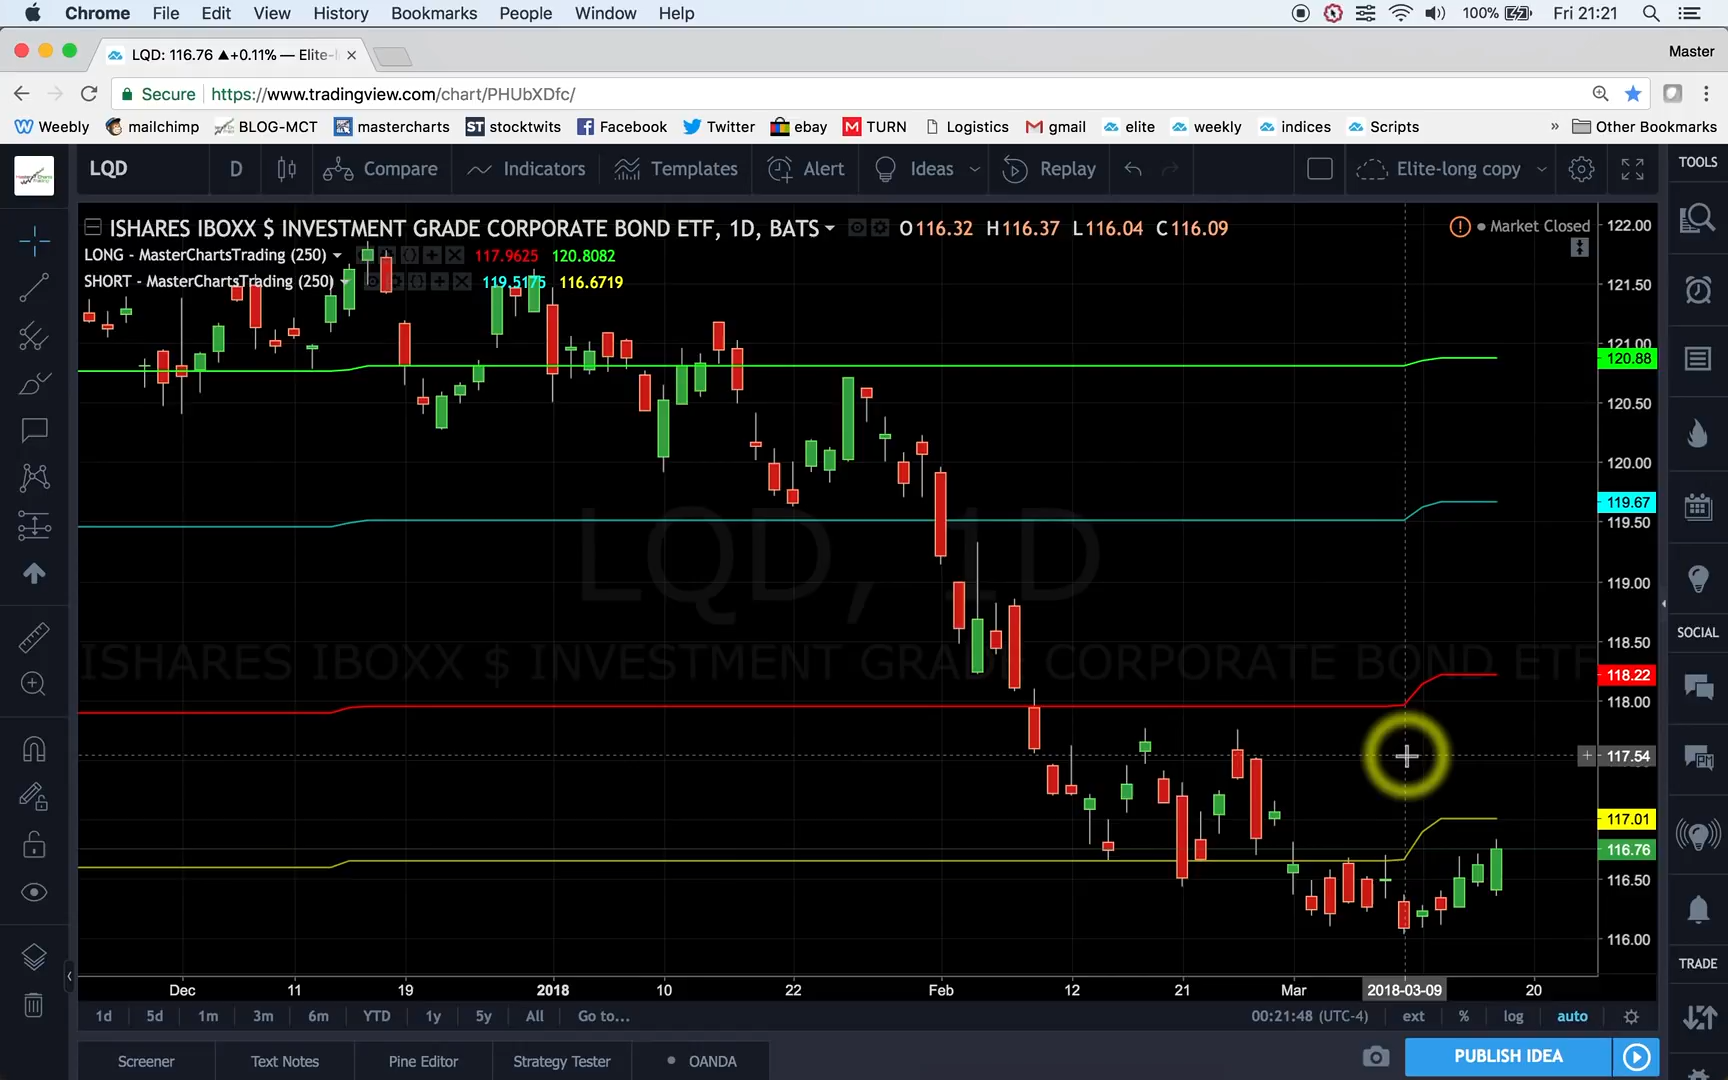 Chrome File Edit View History Bookmarks People Window Help 100% Fri 21:21
LQD: 116.76 ▲+0.11% — Elite-l Master
Secure https://www.tradingview.com/chart/PHUbXDfc/
Weebly mailchimp BLOG-MCT mastercharts ST stocktwits Facebook Twitter ebay M TURN Logistics gmail elite weekly indices Scripts » Other Bookmarks
LQD D Compare Indicators Templates Alert Ideas Replay Elite-long copy TOOLS
ISHARES IBOXX $ INVESTMENT GRADE CORPORATE BOND ETF, 1D, BATS O116.32 H116.37 L116.04 C116.09 Market Closed 122.00
LONG - MasterChartsTrading (250) 117.9625 120.8082
SHORT - MasterChartsTrading (250) 119.5175 116.6719 121.50
121.00
120.88
120.50
120.00
119.67
119.50
LQD, 1D
119.00
118.50
SOCIAL
ISHARES IBOXX $ INVESTMENT GRADE CORPORATE BOND ETF
118.22
118.00
117.54
117.01
116.76
116.50
116.00
TRADE
Dec 11 19 2018 10 22 Feb 12 21 Mar 2018-03-09 20
1d 5d 1m 3m 6m YTD 1y 5y All Go to... 00:21:48 (UTC-4) ext % log auto
Screener Text Notes Pine Editor Strategy Tester OANDA PUBLISH IDEA